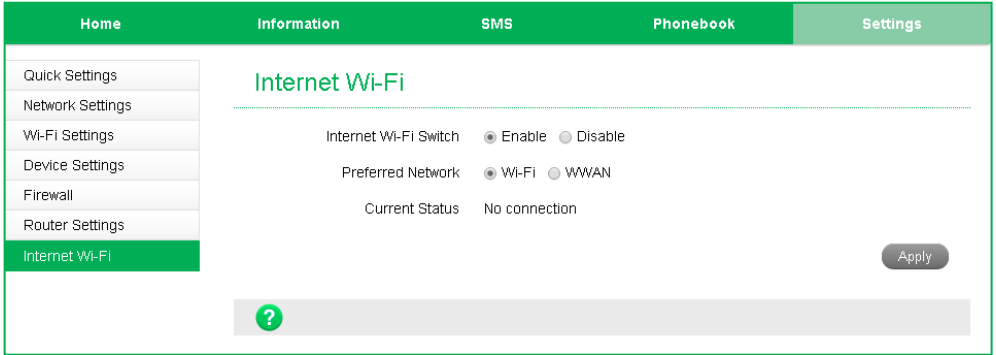 Home Information SMS Phonebook Settings
Quick Settings
Network Settings
Wi-Fi Settings
Device Settings
Firewall
Router Settings
Internet Wi-Fi
Internet Wi-Fi
Internet Wi-Fi Switch Enable Disable
Preferred Network Wi-Fi WWAN
Current Status No connection
Apply
?